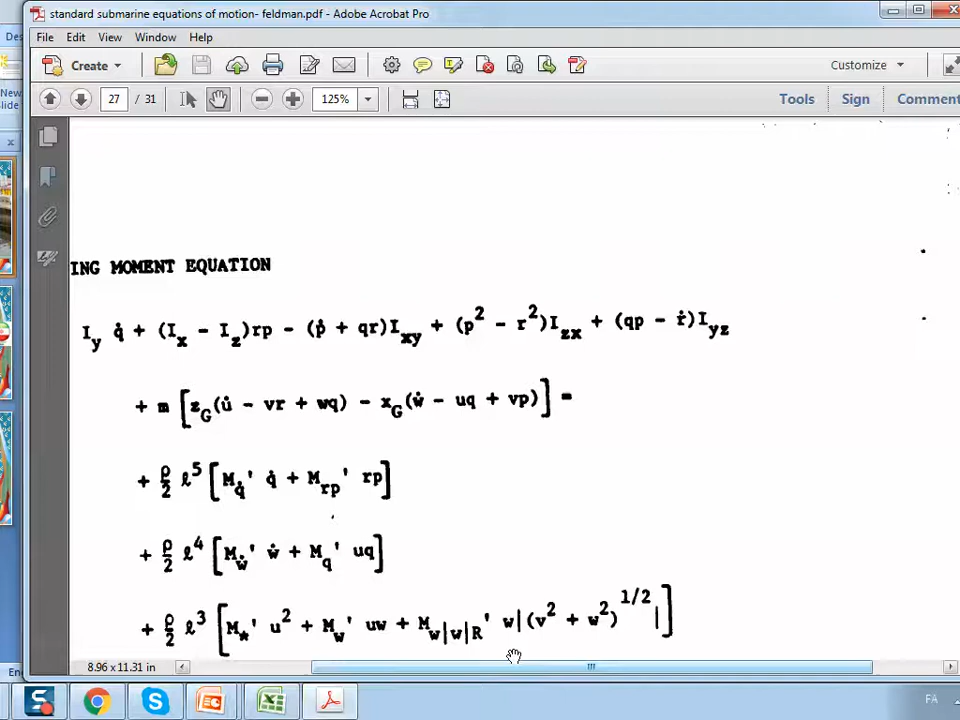 standard submarine equations of motion- feldman.pdf - Adobe Acrobat Pro
File Edit View Window Help
Create Customize
27 / 31 125% Tools Sign Comment
New
Slide
ING MOMENT EQUATION
I_y q̇ + (I_x - I_z)rp - (ṗ + qr)I_xy + (p² - r²)I_zx + (qp - ṙ)I_yz
+ m [z_G(u̇ - vr + wq) - x_G(ẇ - uq + vp)] =
+ ρ/2 ℓ⁵ [M_q̇' q̇ + M_rp' rp]
+ ρ/2 ℓ⁴ [M_ẇ' ẇ + M_q' uq]
+ ρ/2 ℓ³ [M_*' u² + M_w' uw + M_w|w|R' w|(v² + w²)^1/2|]
8.96 x 11.31 in
FA